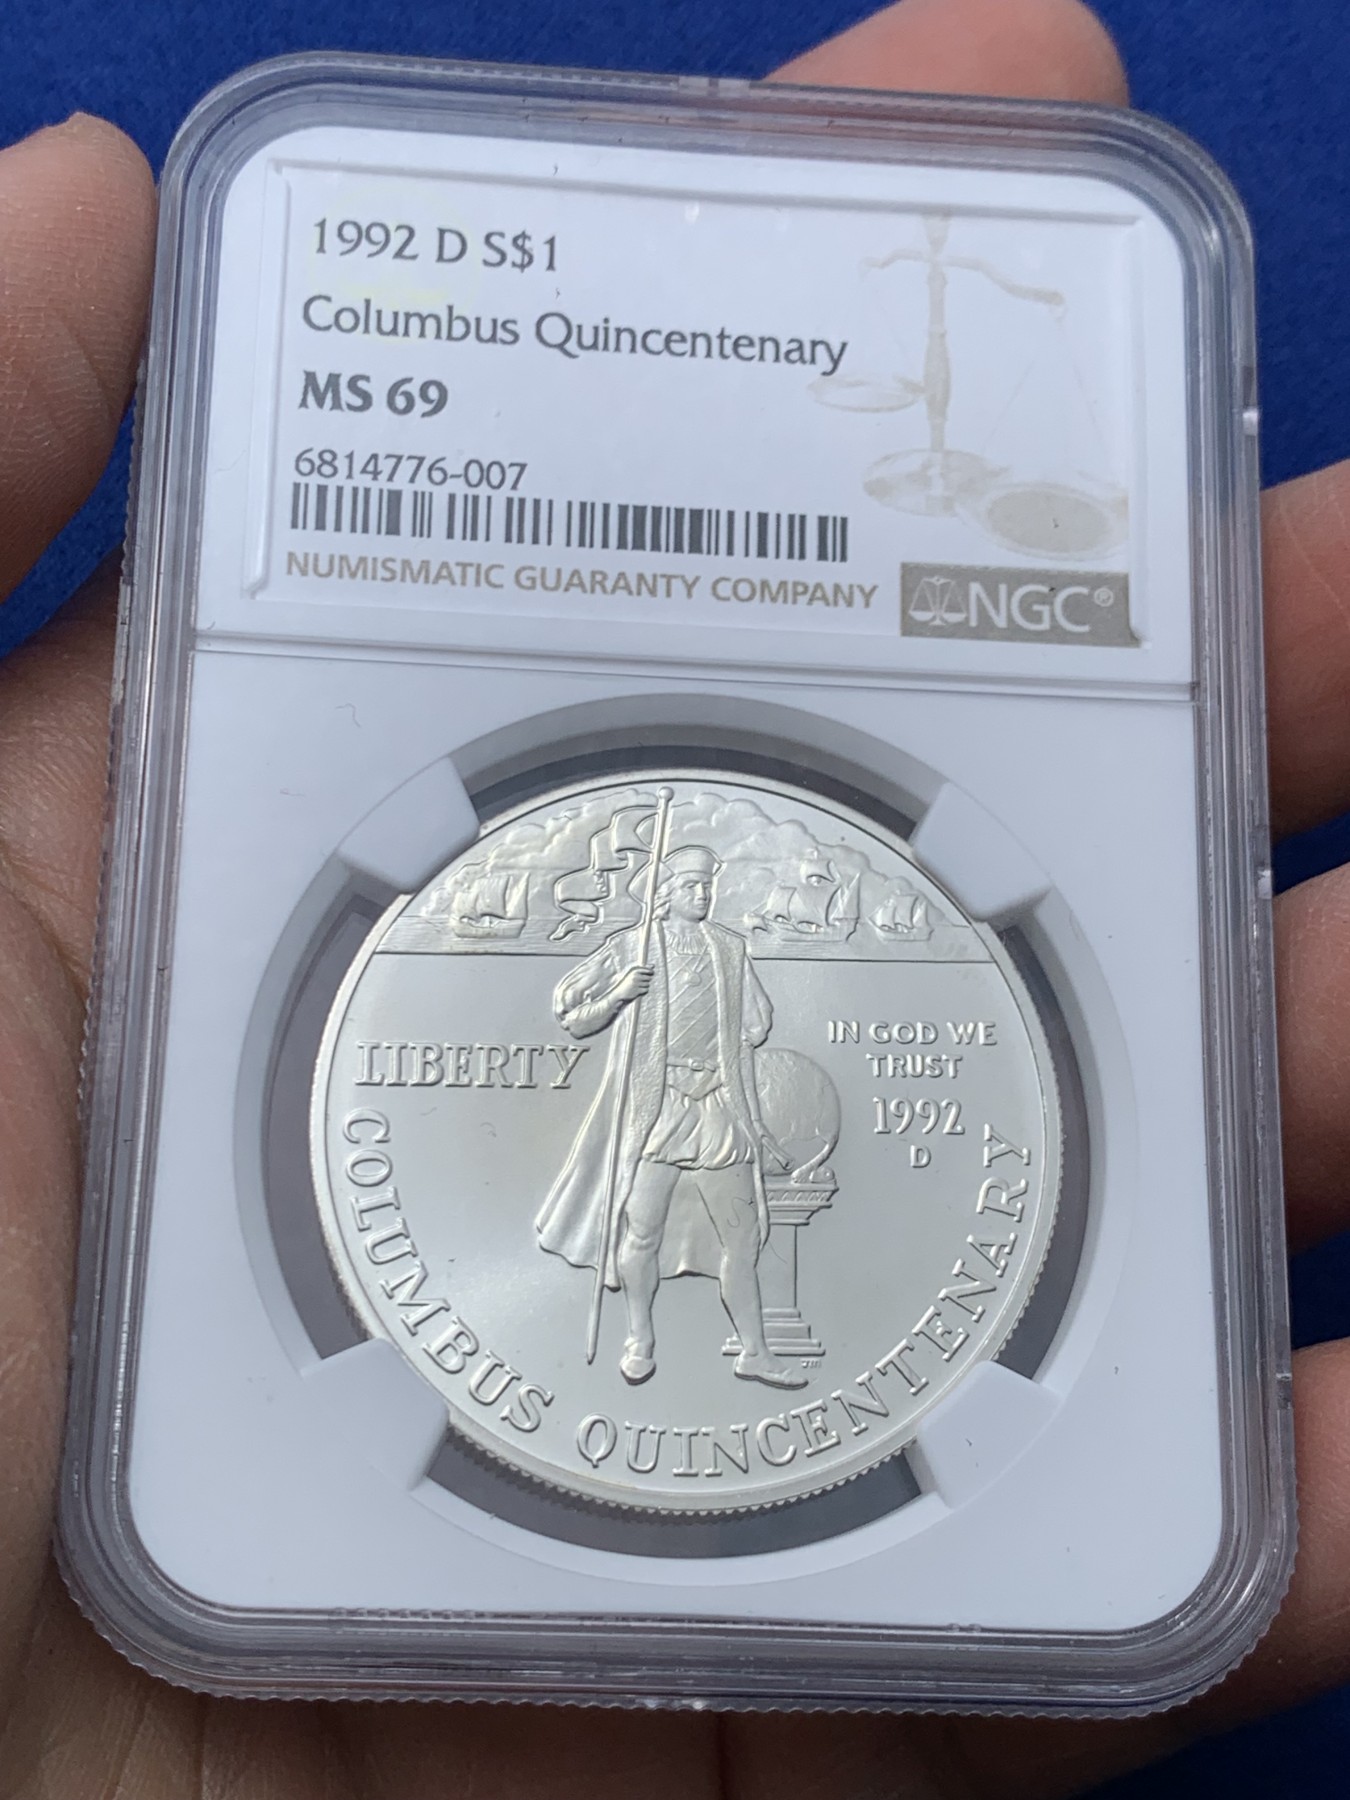 1992 D S$1
Columbus Quincentenary
MS 69
6814776-007
NUMISMATIC GUARANTY COMPANY
NGC®
LIBERTY
IN GOD WE
TRUST
1992
D
COLUMBUS QUINCENTENARY